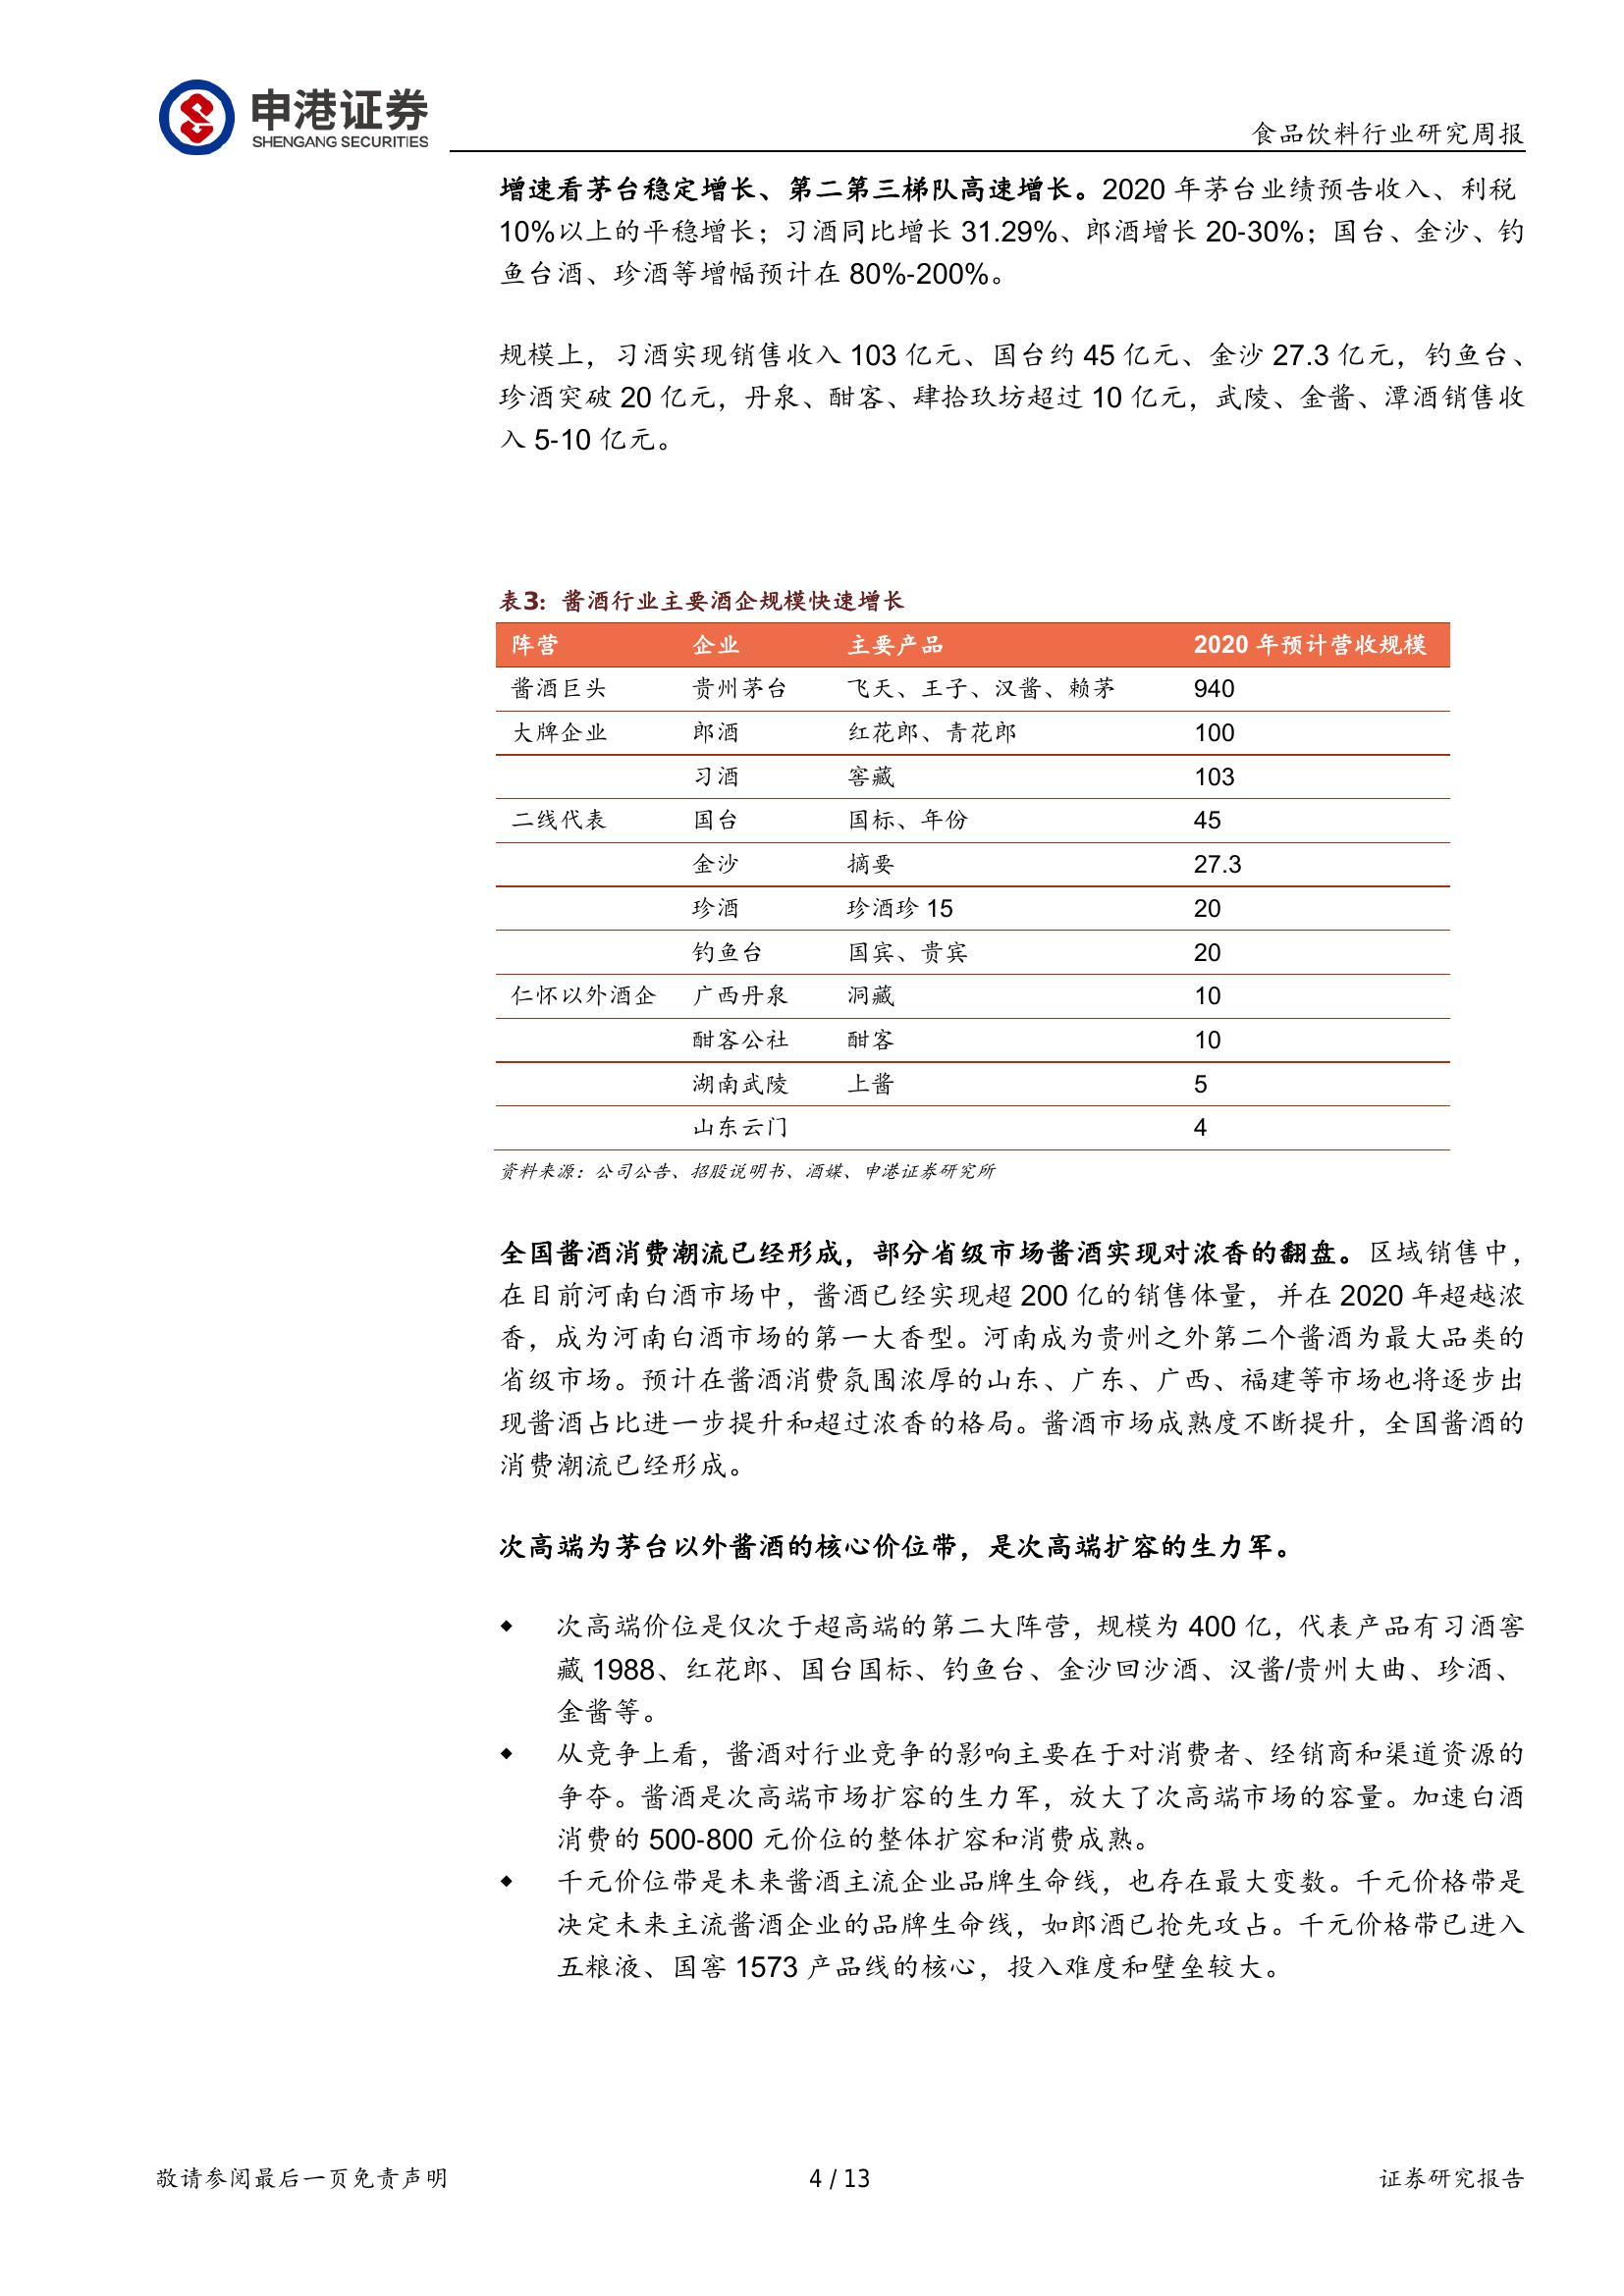 申港证券
SHENGANG SECURITIES
食品饮料行业研究周报
增速看茅台稳定增长、第二第三梯队高速增长。2020 年茅台业绩预告收入、利税
10%以上的平稳增长；习酒同比增长 31.29%、郎酒增长 20-30%；国台、金沙、钓
鱼台酒、珍酒等增幅预计在 80%-200%。
规模上，习酒实现销售收入 103 亿元、国台约 45 亿元、金沙 27.3 亿元，钓鱼台、
珍酒突破 20 亿元，丹泉、酣客、肆拾玖坊超过 10 亿元，武陵、金酱、潭酒销售收
入 5-10 亿元。
表3：酱酒行业主要酒企规模快速增长
阵营 企业 主要产品 2020 年预计营收规模
酱酒巨头 贵州茅台 飞天、王子、汉酱、赖茅 940
大牌企业 郎酒 红花郎、青花郎 100
习酒 窖藏 103
二线代表 国台 国标、年份 45
金沙 摘要 27.3
珍酒 珍酒珍 15 20
钓鱼台 国宾、贵宾 20
仁怀以外酒企 广西丹泉 洞藏 10
酣客公社 酣客 10
湖南武陵 上酱 5
山东云门 4
资料来源：公司公告、招股说明书、酒媒、申港证券研究所
全国酱酒消费潮流已经形成，部分省级市场酱酒实现对浓香的翻盘。区域销售中，
在目前河南白酒市场中，酱酒已经实现超 200 亿的销售体量，并在 2020 年超越浓
香，成为河南白酒市场的第一大香型。河南成为贵州之外第二个酱酒为最大品类的
省级市场。预计在酱酒消费氛围浓厚的山东、广东、广西、福建等市场也将逐步出
现酱酒占比进一步提升和超过浓香的格局。酱酒市场成熟度不断提升，全国酱酒的
消费潮流已经形成。
次高端为茅台以外酱酒的核心价位带，是次高端扩容的生力军。
◆ 次高端价位是仅次于超高端的第二大阵营，规模为 400 亿，代表产品有习酒窖
藏 1988、红花郎、国台国标、钓鱼台、金沙回沙酒、汉酱/贵州大曲、珍酒、
金酱等。
◆ 从竞争上看，酱酒对行业竞争的影响主要在于对消费者、经销商和渠道资源的
争夺。酱酒是次高端市场扩容的生力军，放大了次高端市场的容量。加速白酒
消费的 500-800 元价位的整体扩容和消费成熟。
◆ 千元价位带是未来酱酒主流企业品牌生命线，也存在最大变数。千元价格带是
决定未来主流酱酒企业的品牌生命线，如郎酒已抢先攻占。千元价格带已进入
五粮液、国窖 1573 产品线的核心，投入难度和壁垒较大。
敬请参阅最后一页免责声明 4 / 13 证券研究报告